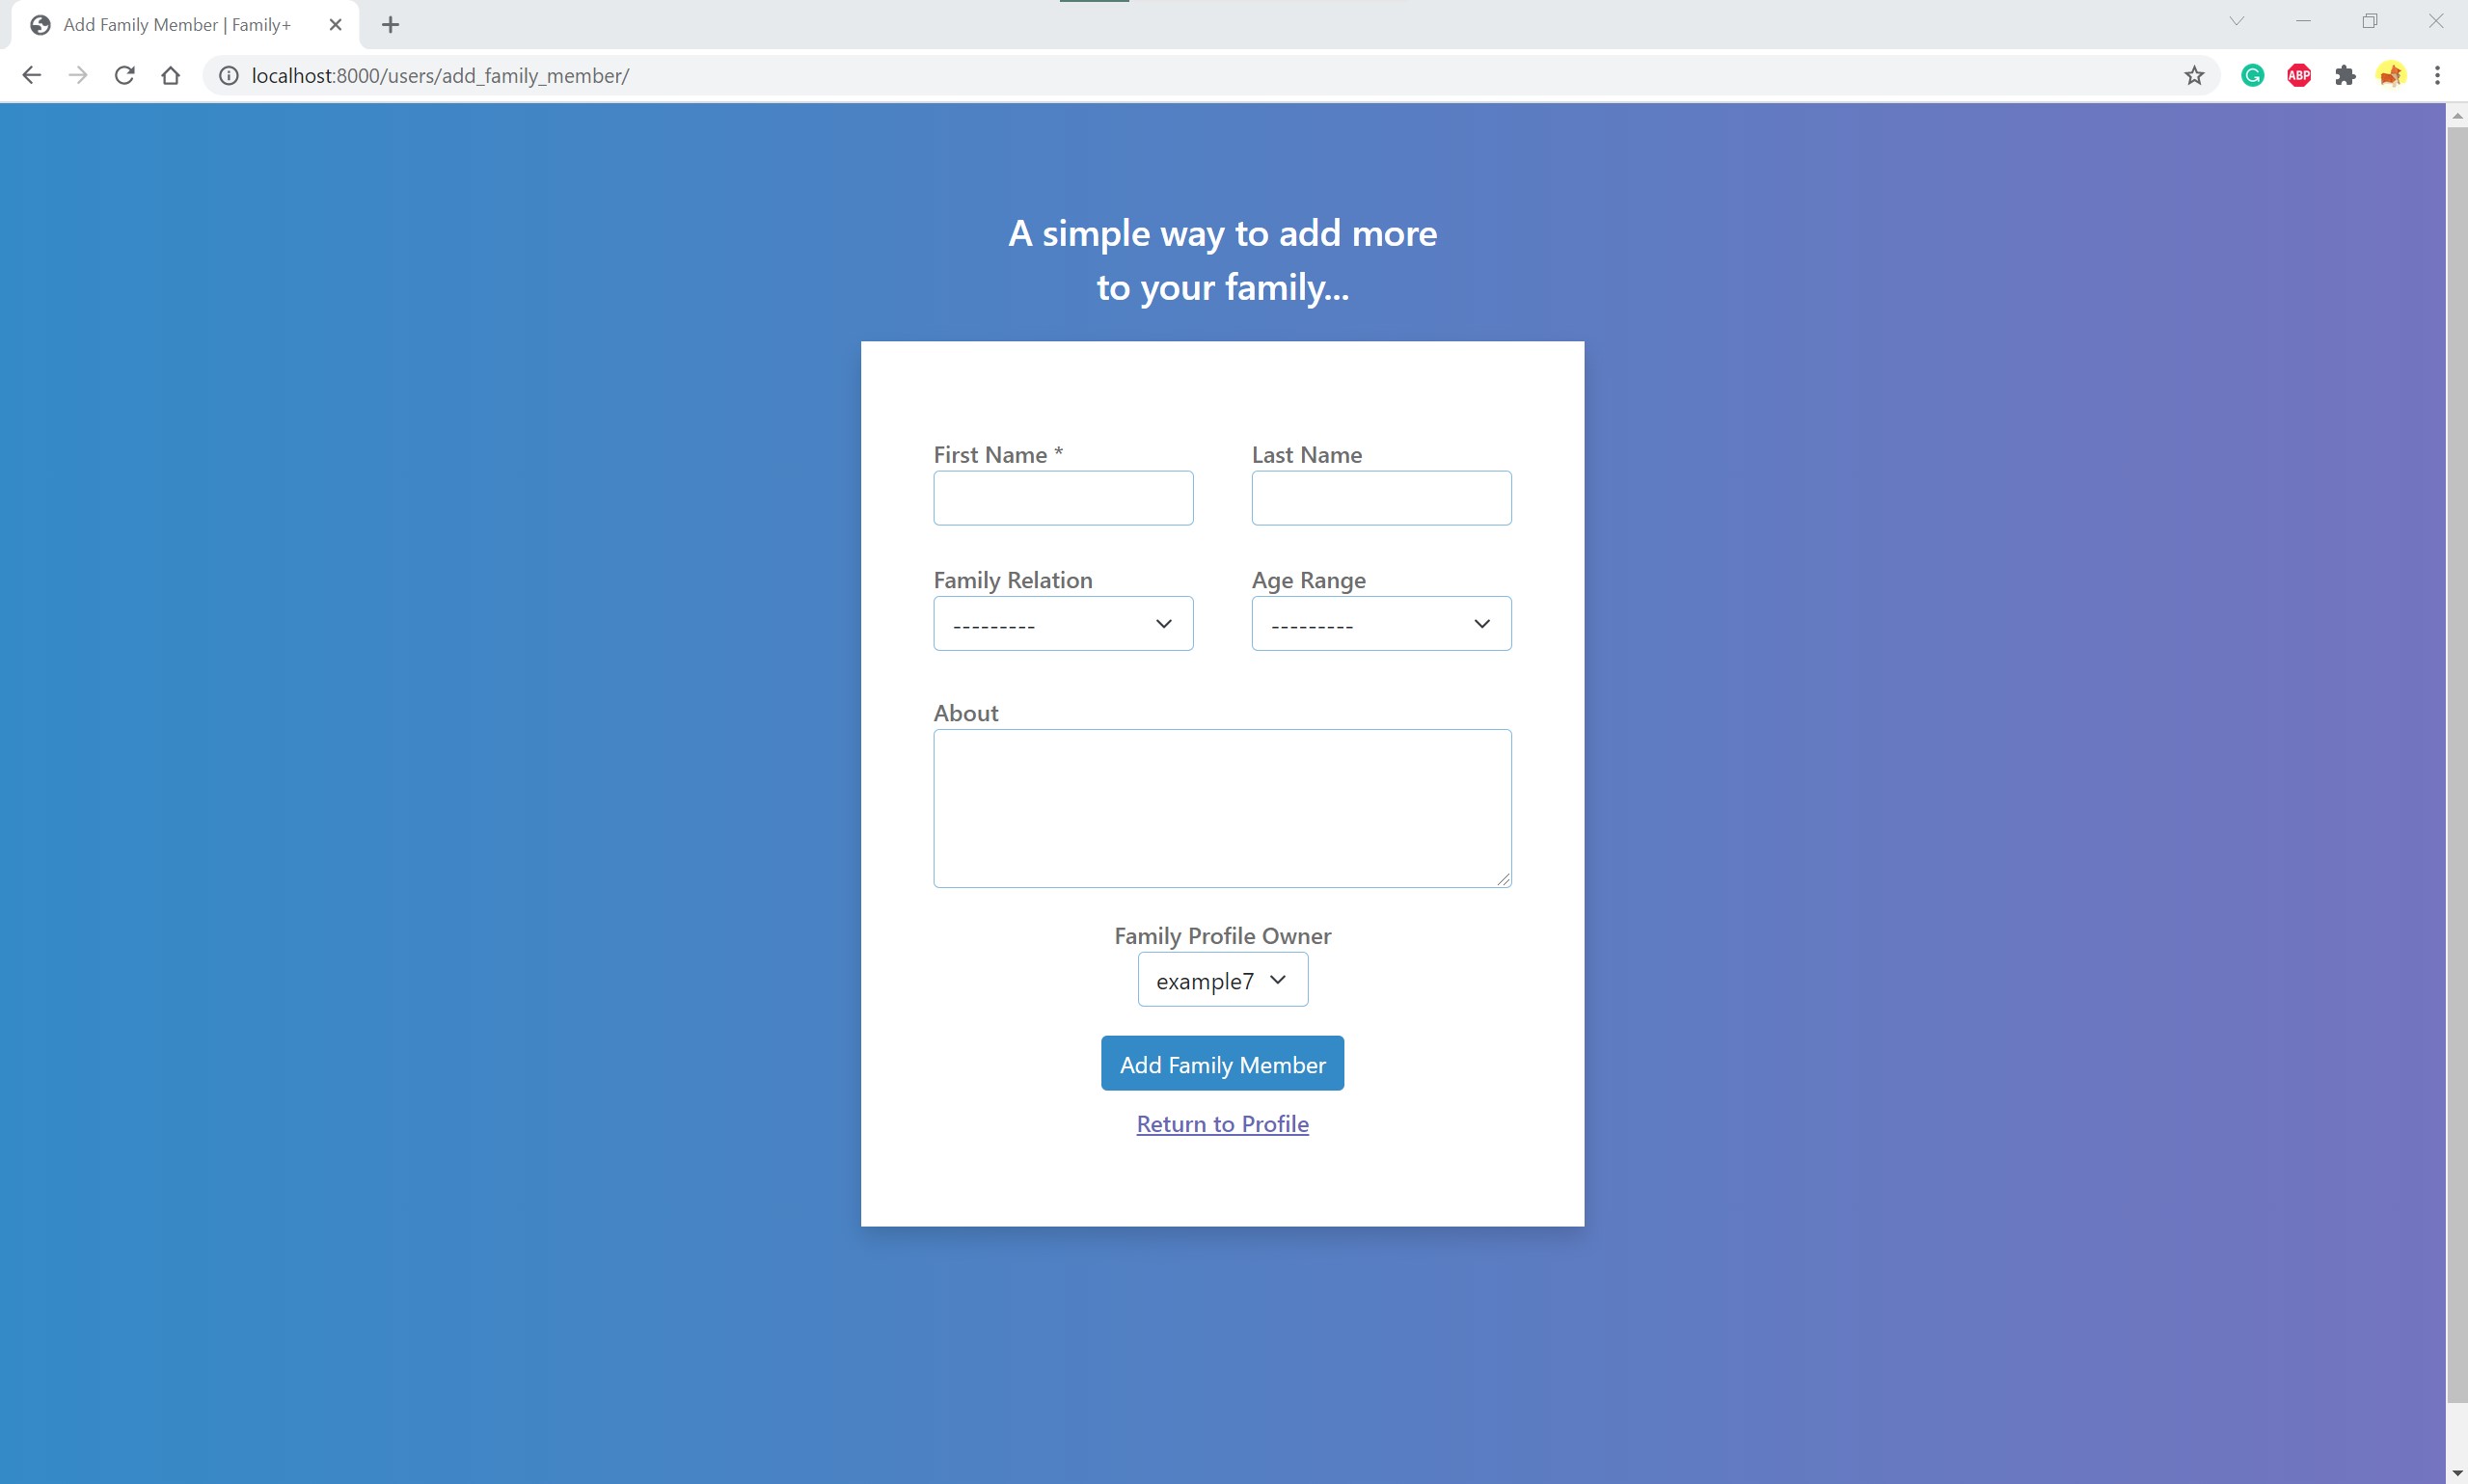 Add Family Member | Family+
localhost:8000/users/add_family_member/
ABP
A simple way to add more
to your family...
First Name *
Last Name
Family Relation
Age Range
---------
---------
About
Family Profile Owner
example7
Add Family Member
Return to Profile